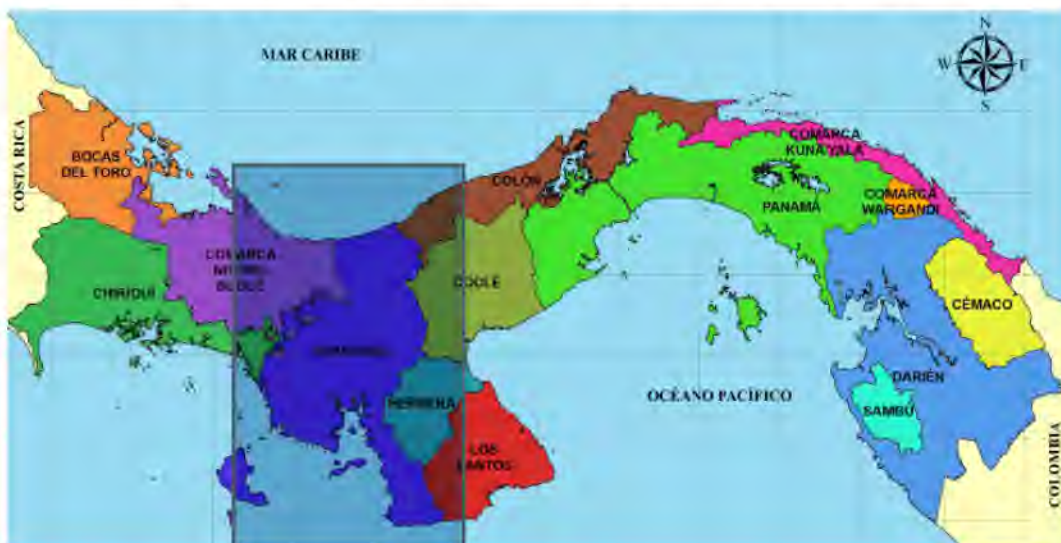 MAR CARIBE
N
W
E
S
COSTA RICA
BOCAS
DEL TORO
COMARCA
KUNA YALA
COLÓN
COMARCA
WARGANDI
PANAMÁ
COMARCA
CHIRIQUÍ
COCLÉ
CÉMACO
DARIÉN
OCÉANO PACÍFICO
HERRERA
SAMBÚ
LOS
SANTOS
COLOMBIA